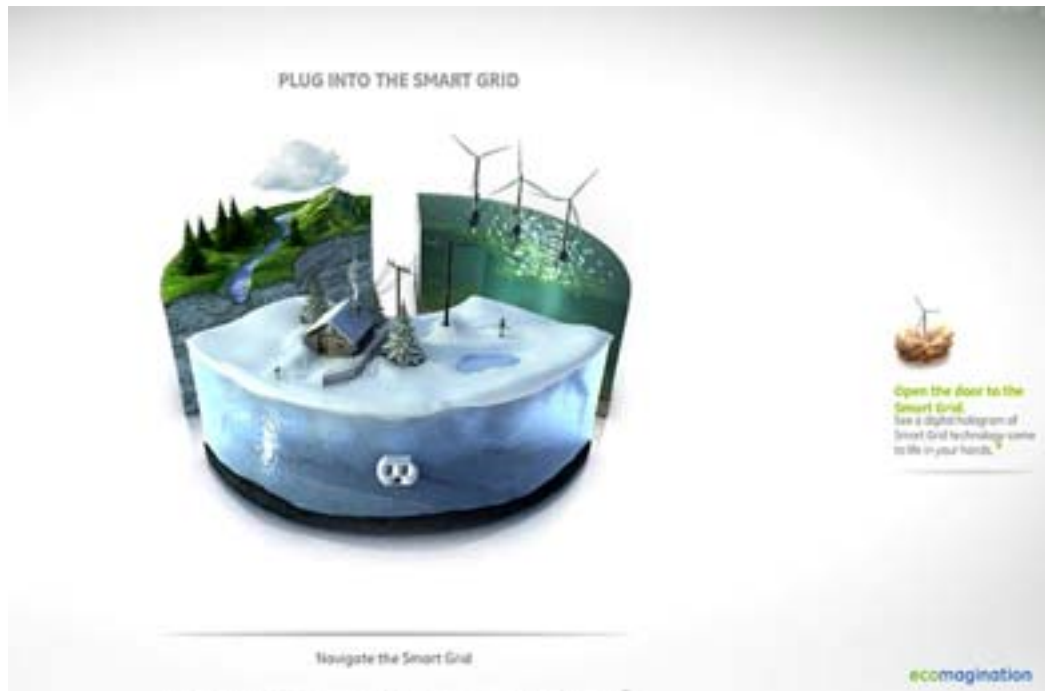 PLUG INTO THE SMART GRID
Open the door to the
Smart Grid.
See a digital hologram of
Smart Grid technology come
to life in your hands.
Navigate the Smart Grid
ecomagination